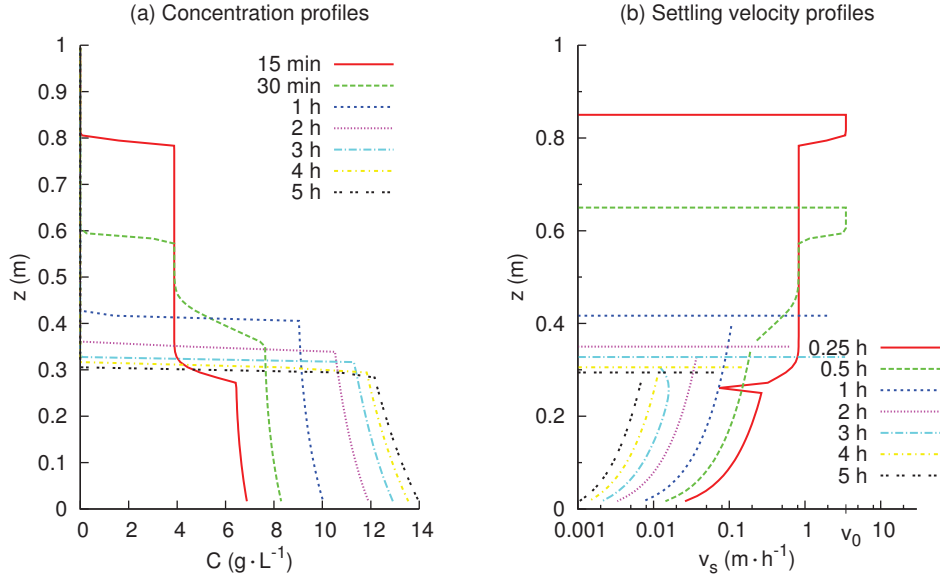 (a) Concentration profiles
(b) Settling velocity profiles
1
0.9
0.8
0.7
0.6
0.5
0.4
0.3
0.2
0.1
0
z (m)
0
2
4
6
8
10
12
14
C (g·L⁻¹)
15 min
30 min
1 h
2 h
3 h
4 h
5 h
1
0.8
0.6
0.4
0.2
0
z (m)
0.001
0.01
0.1
1
v₀
10
vₛ (m·h⁻¹)
0.25 h
0.5 h
1 h
2 h
3 h
4 h
5 h